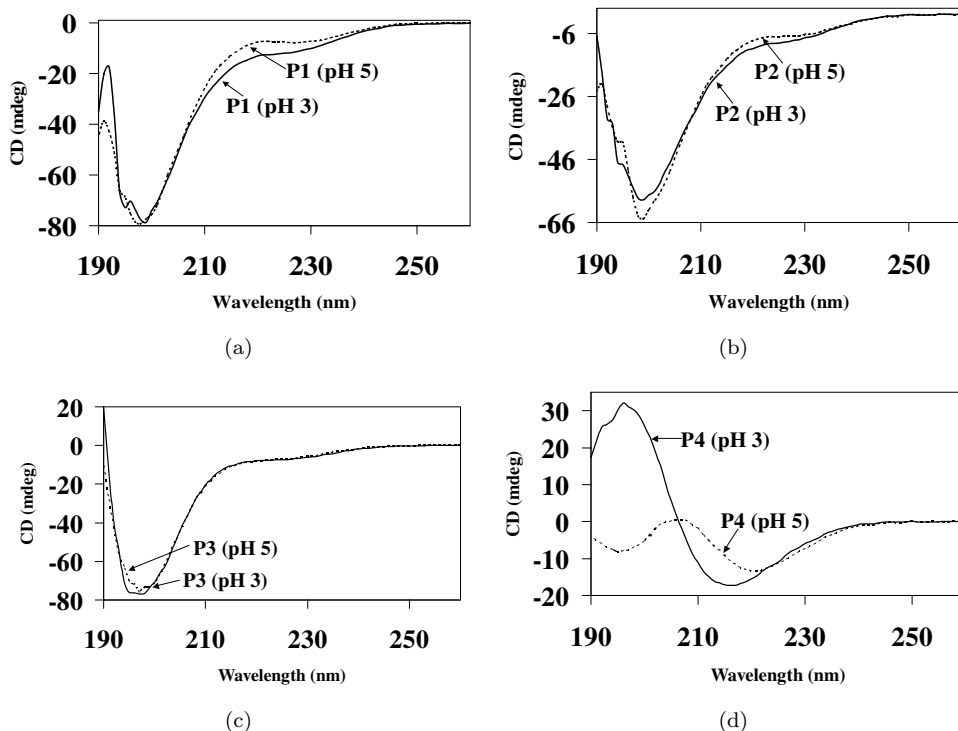 0
-20
-40
-60
-80
CD (mdeg)
P1 (pH 5)
P1 (pH 3)
190 210 230 250
Wavelength (nm)
(a)
-6
-26
-46
-66
CD (mdeg)
P2 (pH 5)
P2 (pH 3)
190 210 230 250
Wavelength (nm)
(b)
20
0
-20
-40
-60
-80
CD (mdeg)
P3 (pH 5)
P3 (pH 3)
190 210 230 250
Wavelength (nm)
(c)
30
20
10
0
-10
-20
CD (mdeg)
P4 (pH 3)
P4 (pH 5)
190 210 230 250
Wavelength (nm)
(d)